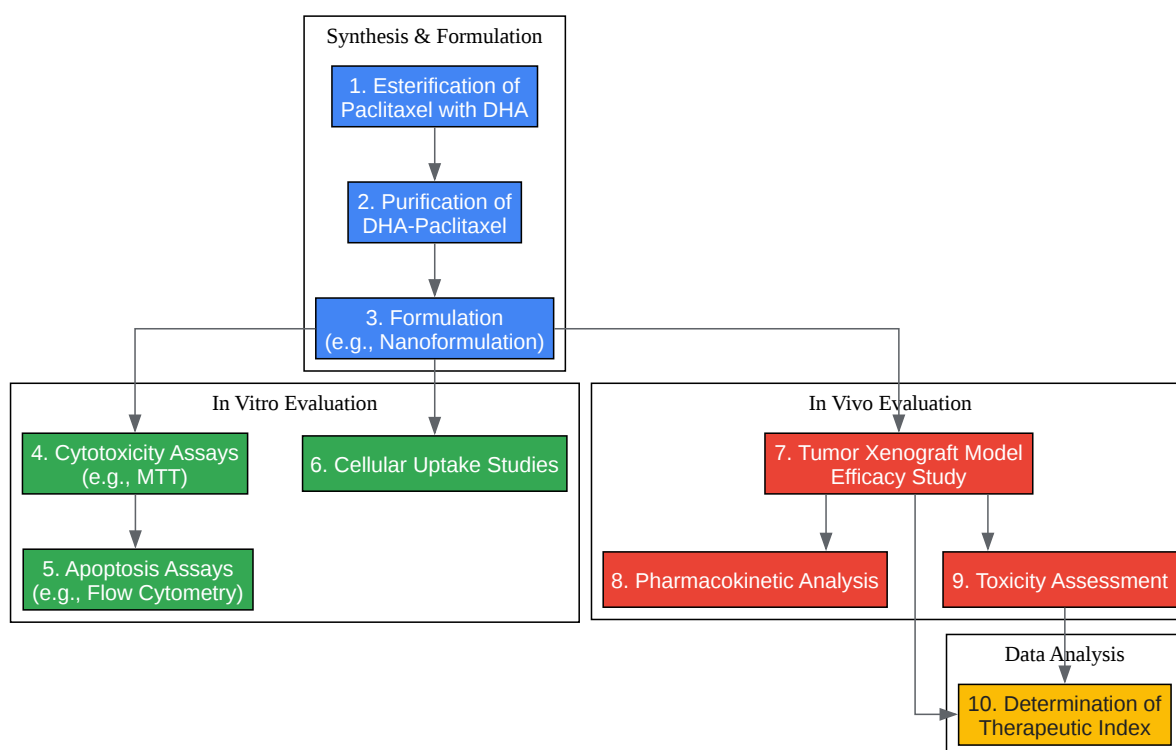 Synthesis & Formulation
1. Esterification of
Paclitaxel with DHA
2. Purification of
DHA-Paclitaxel
3. Formulation
(e.g., Nanoformulation)
In Vitro Evaluation
4. Cytotoxicity Assays
(e.g., MTT)
6. Cellular Uptake Studies
5. Apoptosis Assays
(e.g., Flow Cytometry)
In Vivo Evaluation
7. Tumor Xenograft Model
Efficacy Study
8. Pharmacokinetic Analysis
9. Toxicity Assessment
Data Analysis
10. Determination of
Therapeutic Index